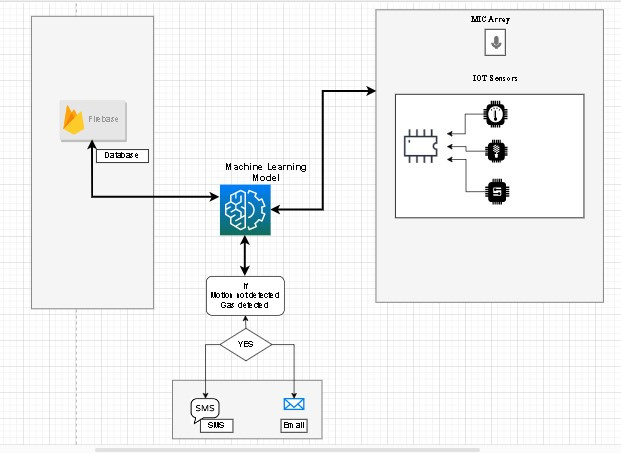 MIC Array
IOT Sensors
Firebase
Database
Machine Learning
Model
If
Motion not detected
Gas detected
YES
SMS
SMS
Email